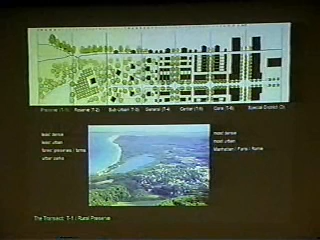 Preserve (T-1) Reserve (T-2) Sub-Urban (T-3) General (T-4) Center (T-5) Core (T-6) Special District (D)
least dense
least urban
forest preserves / farms
urban parks
most dense
most urban
Manhattan / Paris / Rome
The Transect: T-1 / Rural Preserve